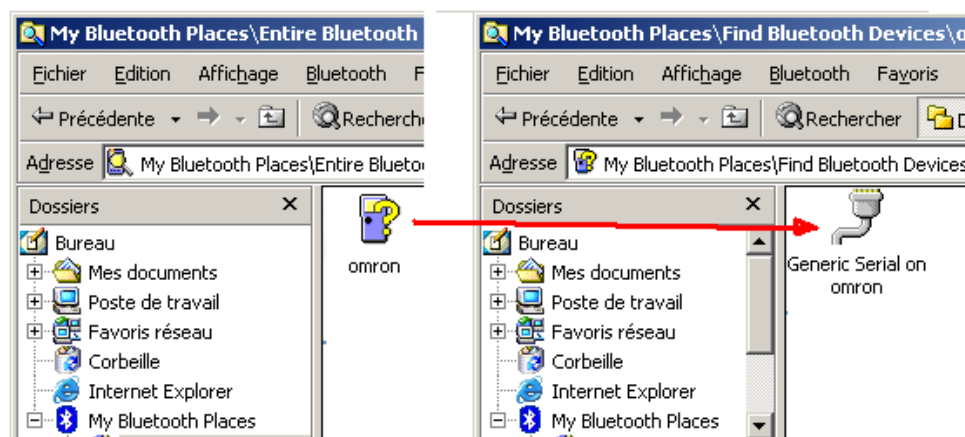 My Bluetooth Places\Entire Bluetooth
Fichier Edition Affichage Bluetooth F
Précédente Recherch
Adresse My Bluetooth Places\Entire Blueto
Dossiers
Bureau
Mes documents
Poste de travail
Favoris réseau
Corbeille
Internet Explorer
My Bluetooth Places
omron
My Bluetooth Places\Find Bluetooth Devices\o
Fichier Edition Affichage Bluetooth Favoris
Précédente Rechercher D
Adresse My Bluetooth Places\Find Bluetooth Devices
Dossiers
Bureau
Mes documents
Poste de travail
Favoris réseau
Corbeille
Internet Explorer
My Bluetooth Places
Generic Serial on
omron